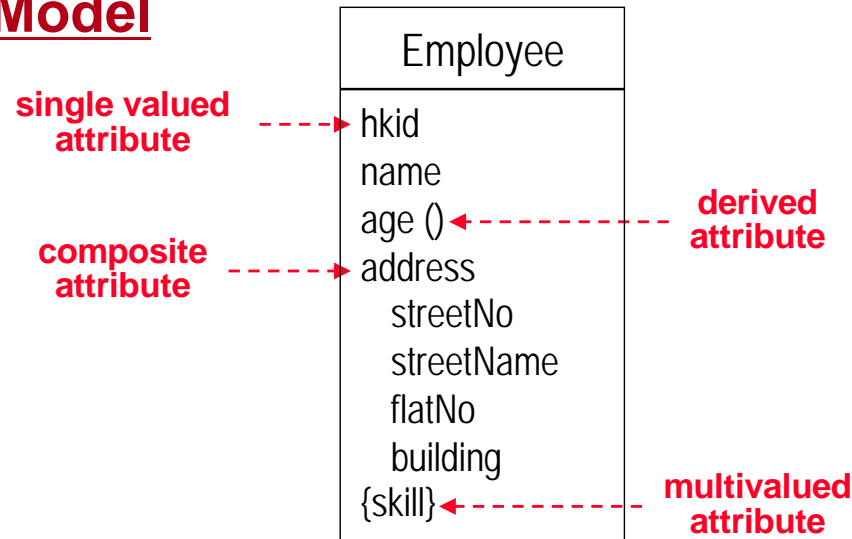 Model
Employee
single valued
attribute
hkid
name
age ()
derived
attribute
composite
attribute
address
streetNo
streetName
flatNo
building
{skill}
multivalued
attribute